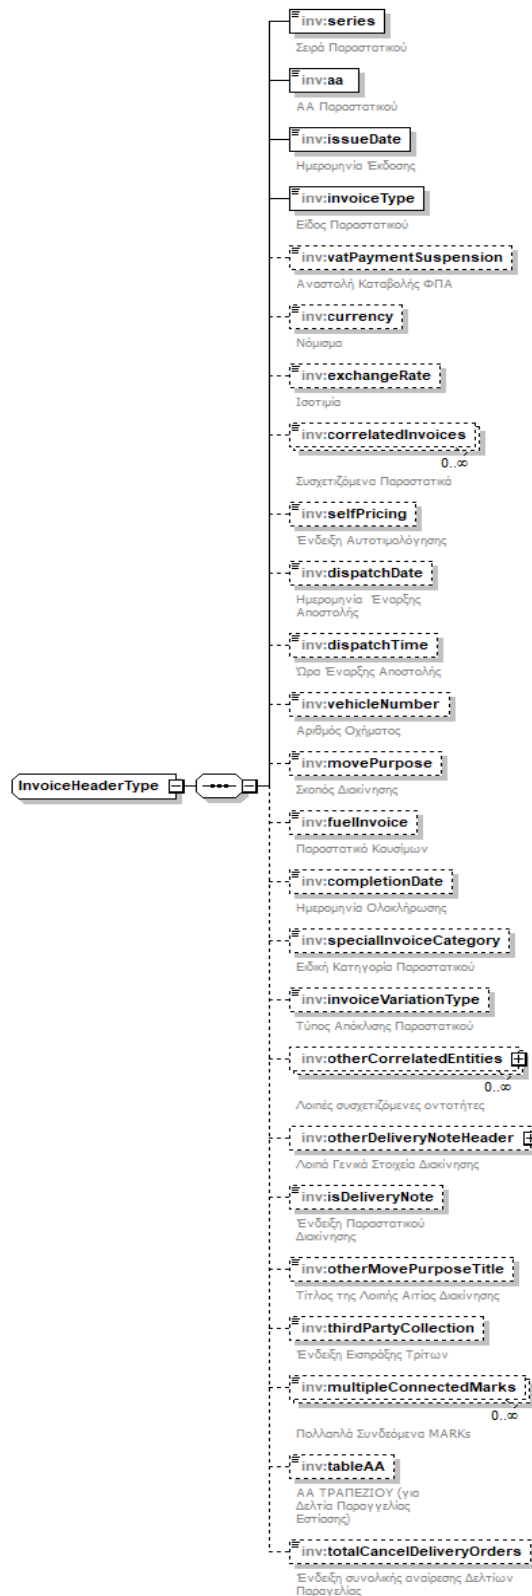 inv:series
Σειρά Παραστατικού
inv:aa
ΑΑ Παραστατικού
inv:issueDate
Ημερομηνία Έκδοσης
inv:invoiceType
Είδος Παραστατικού
inv:vatPaymentSuspension
Αναστολή Καταβολής ΦΠΑ
inv:currency
Νόμισμα
inv:exchangeRate
Ισοτιμία
inv:correlatedInvoices
0..∞
Συσχετιζόμενα Παραστατικά
inv:selfPricing
Ένδειξη Αυτοτιμολόγησης
inv:dispatchDate
Ημερομηνία Έναρξης
Αποστολής
inv:dispatchTime
Ώρα Έναρξης Αποστολής
inv:vehicleNumber
Αριθμός Οχήματος
inv:movePurpose
Σκοπός Διακίνησης
InvoiceHeaderType
inv:fuelInvoice
Παραστατικό Καυσίμων
inv:completionDate
Ημερομηνία Ολοκλήρωσης
inv:specialInvoiceCategory
Ειδική Κατηγορία Παραστατικού
inv:invoiceVariationType
Τύπος Απόκλισης Παραστατικού
inv:otherCorrelatedEntities
0..∞
Λοιπές συσχετιζόμενες οντοτήτες
inv:otherDeliveryNoteHeader
Λοιπά Γενικά Στοιχεία Διακίνησης
inv:isDeliveryNote
Ένδειξη Παραστατικού
Διακίνησης
inv:otherMovePurposeTitle
Τίτλος της Λοιπής Αιτίας Διακίνησης
inv:thirdPartyCollection
Ένδειξη Εισπράξης Τρίτων
inv:multipleConnectedMarks
0..∞
Πολλαπλά Συνδεόμενα MARKs
inv:tableAA
ΑΑ ΤΡΑΠΕΖΙΟΥ (για
Δελτία Παραγγελίας
Εστίασης)
inv:totalCancelDeliveryOrders
Ένδειξη συνολικής αναίρεσης Δελτίων
Παραγελίας